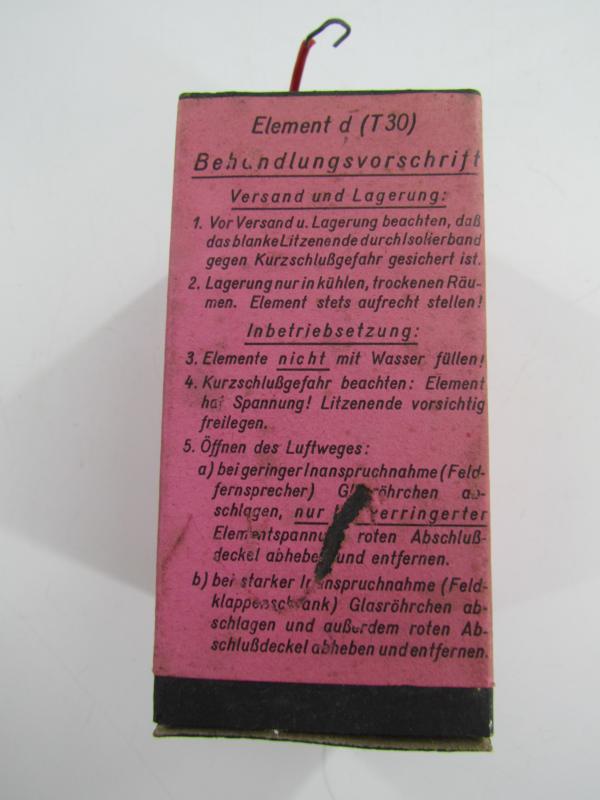 Element d (T30)
Behandlungsvorschrift
Versand und Lagerung:
1. Vor Versand u. Lagerung beachten, daß
das blanke Litzenende durch Isolierband
gegen Kurzschlußgefahr gesichert ist.
2. Lagerung nur in kühlen, trockenen Räu-
men. Element stets aufrecht stellen!
Inbetriebsetzung:
3. Elemente nicht mit Wasser füllen!
4. Kurzschlußgefahr beachten: Element
hat Spannung! Litzenende vorsichtig
freilegen.
5. Öffnen des Luftweges:
a) bei geringer Inanspruchnahme (Feld-
fernsprecher) Glasröhrchen ab-
schlagen, nur verringerter
Elementspannung roten Abschluß-
deckel abheben und entfernen.
b) bei starker Inanspruchnahme (Feld-
klappenschrank) Glasröhrchen ab-
schlagen und außerdem roten Ab-
schlußdeckel abheben und entfernen.